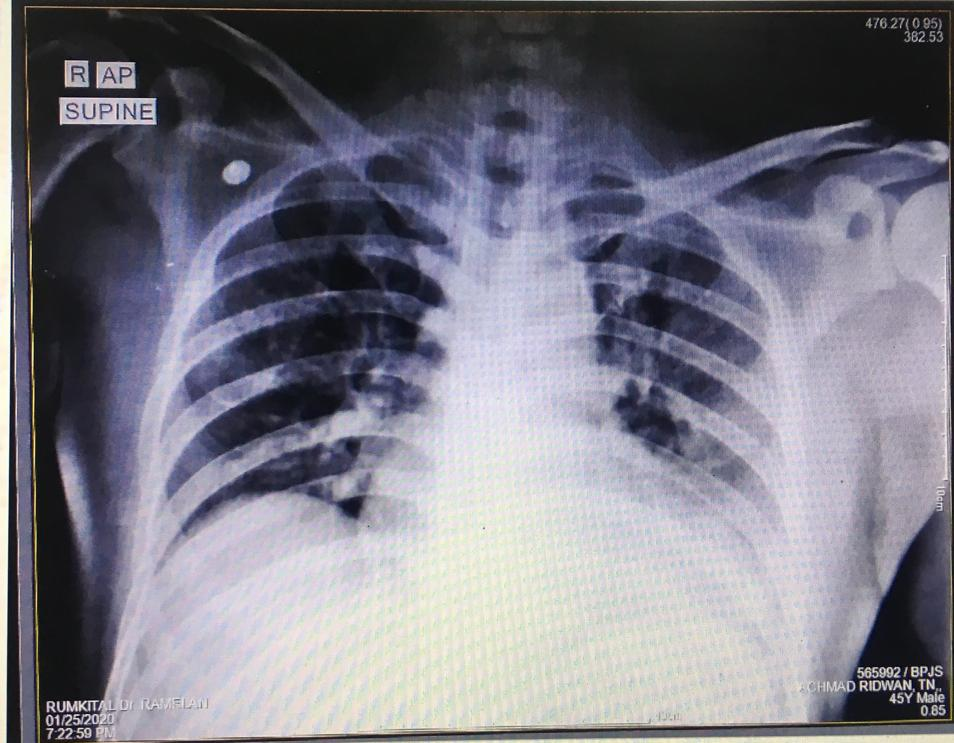 476.27(0.95)
382.53
R AP
SUPINE
10cm
565992 / BPJS
ACHMAD RIDWAN, TN,,
45Y Male
0.85
RUMKITAL Dr RAMELAN
01/25/2020
7:22:59 PM